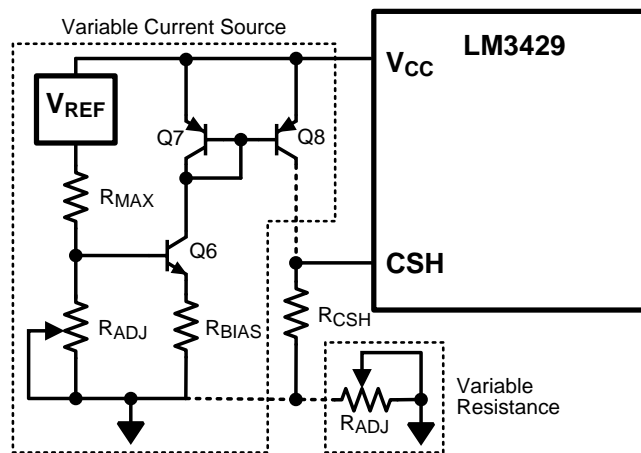 Variable Current Source
LM3429
VCC
VREF
Q7
Q8
RMAX
Q6
CSH
RADJ
RBIAS
RCSH
RADJ
Variable
Resistance